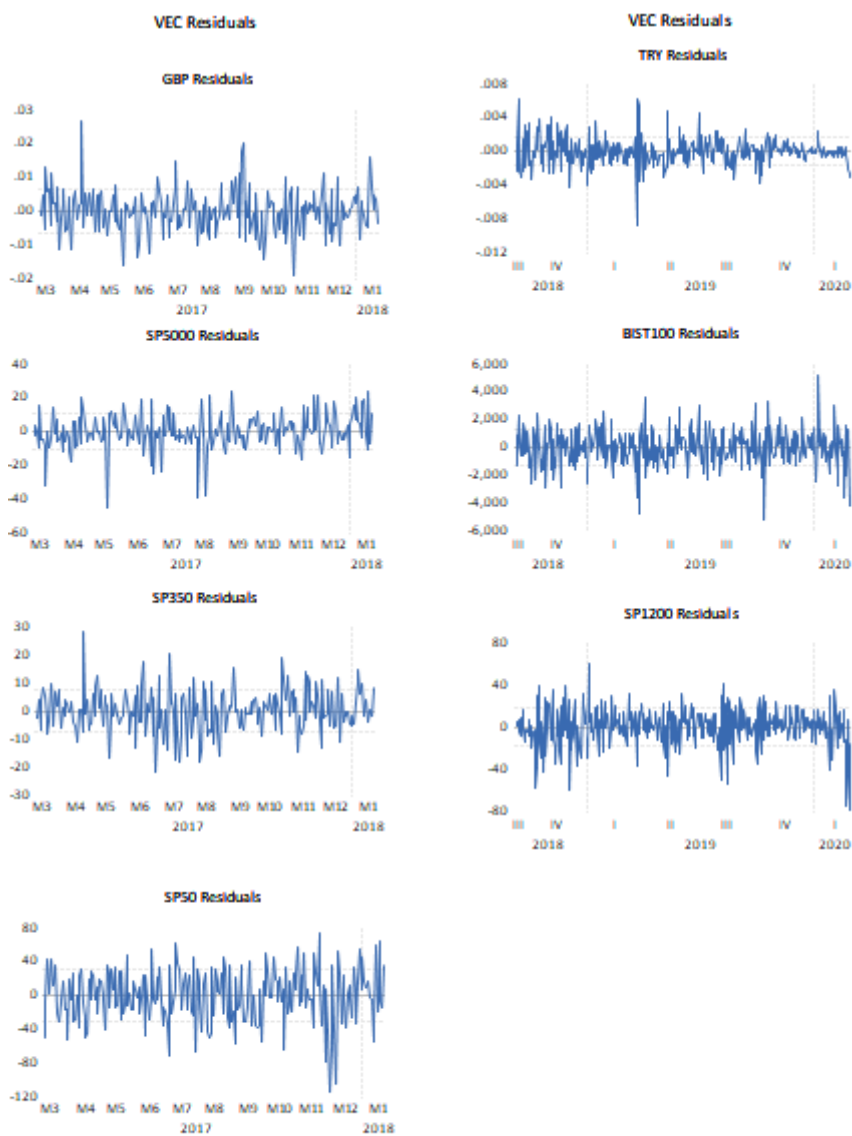 VEC Residuals
GBP Residuals
.03
.02
.01
.00
-.01
-.02
M3 M4 M5 M6 M7 M8 M9 M10 M11 M12 M1
2017 2018
SP5000 Residuals
40
20
0
-20
-40
-60
M3 M4 M5 M6 M7 M8 M9 M10 M11 M12 M1
2017 2018
SP350 Residuals
30
20
10
0
-10
-20
-30
M3 M4 M5 M6 M7 M8 M9 M10 M11 M12 M1
2017 2018
SP50 Residuals
80
40
0
-40
-80
-120
M3 M4 M5 M6 M7 M8 M9 M10 M11 M12 M1
2017 2018
VEC Residuals
TRY Residuals
.008
.004
.000
-.004
-.008
-.012
III IV I II III IV I
2018 2019 2020
BIST100 Residuals
6,000
4,000
2,000
0
-2,000
-4,000
-6,000
III IV I II III IV I
2018 2019 2020
SP1200 Residuals
80
40
0
-40
-80
III IV I II III IV I
2018 2019 2020